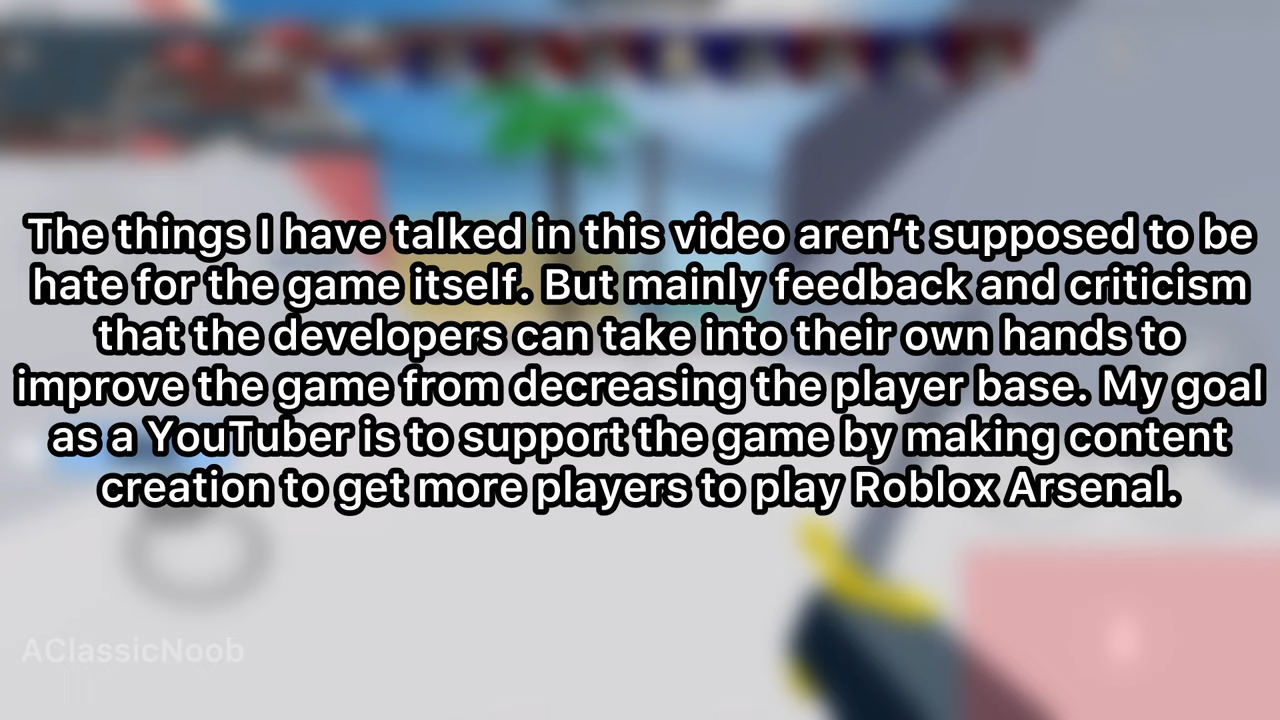 The things I have talked in this video aren’t supposed to be
hate for the game itself. But mainly feedback and criticism
that the developers can take into their own hands to
improve the game from decreasing the player base. My goal
as a YouTuber is to support the game by making content
creation to get more players to play Roblox Arsenal.
AClassicNoob